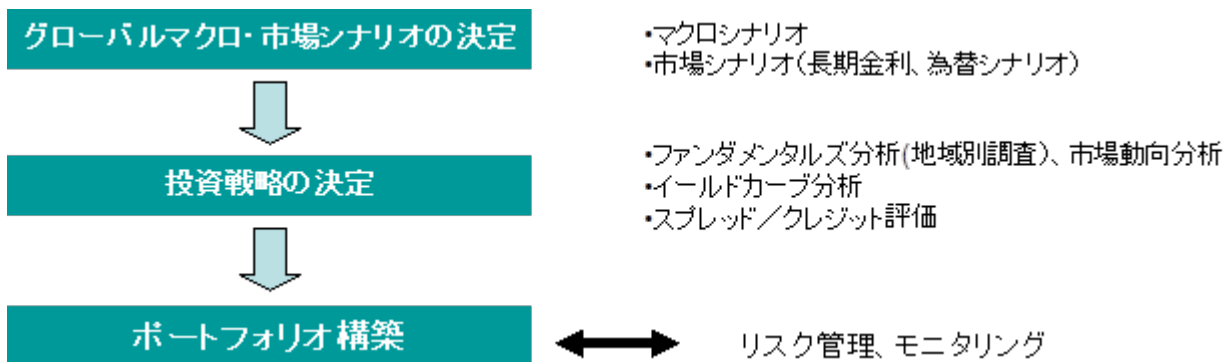 グローバルマクロ・市場シナリオの決定
・マクロシナリオ
・市場シナリオ(長期金利、為替シナリオ)
投資戦略の決定
・ファンダメンタルズ分析(地域別調査)、市場動向分析
・イールドカーブ分析
・スプレッド／クレジット評価
ポートフォリオ構築
リスク管理、モニタリング